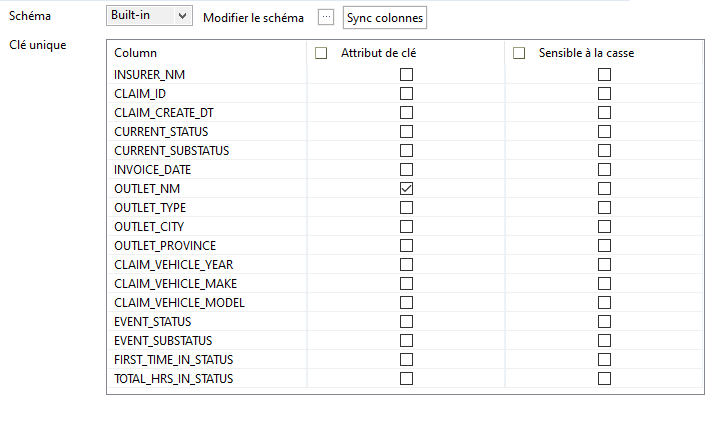 Schéma Built-in Modifier le schéma ... Sync colonnes
Clé unique
Column Attribut de clé Sensible à la casse
INSURER_NM
CLAIM_ID
CLAIM_CREATE_DT
CURRENT_STATUS
CURRENT_SUBSTATUS
INVOICE_DATE
OUTLET_NM
OUTLET_TYPE
OUTLET_CITY
OUTLET_PROVINCE
CLAIM_VEHICLE_YEAR
CLAIM_VEHICLE_MAKE
CLAIM_VEHICLE_MODEL
EVENT_STATUS
EVENT_SUBSTATUS
FIRST_TIME_IN_STATUS
TOTAL_HRS_IN_STATUS